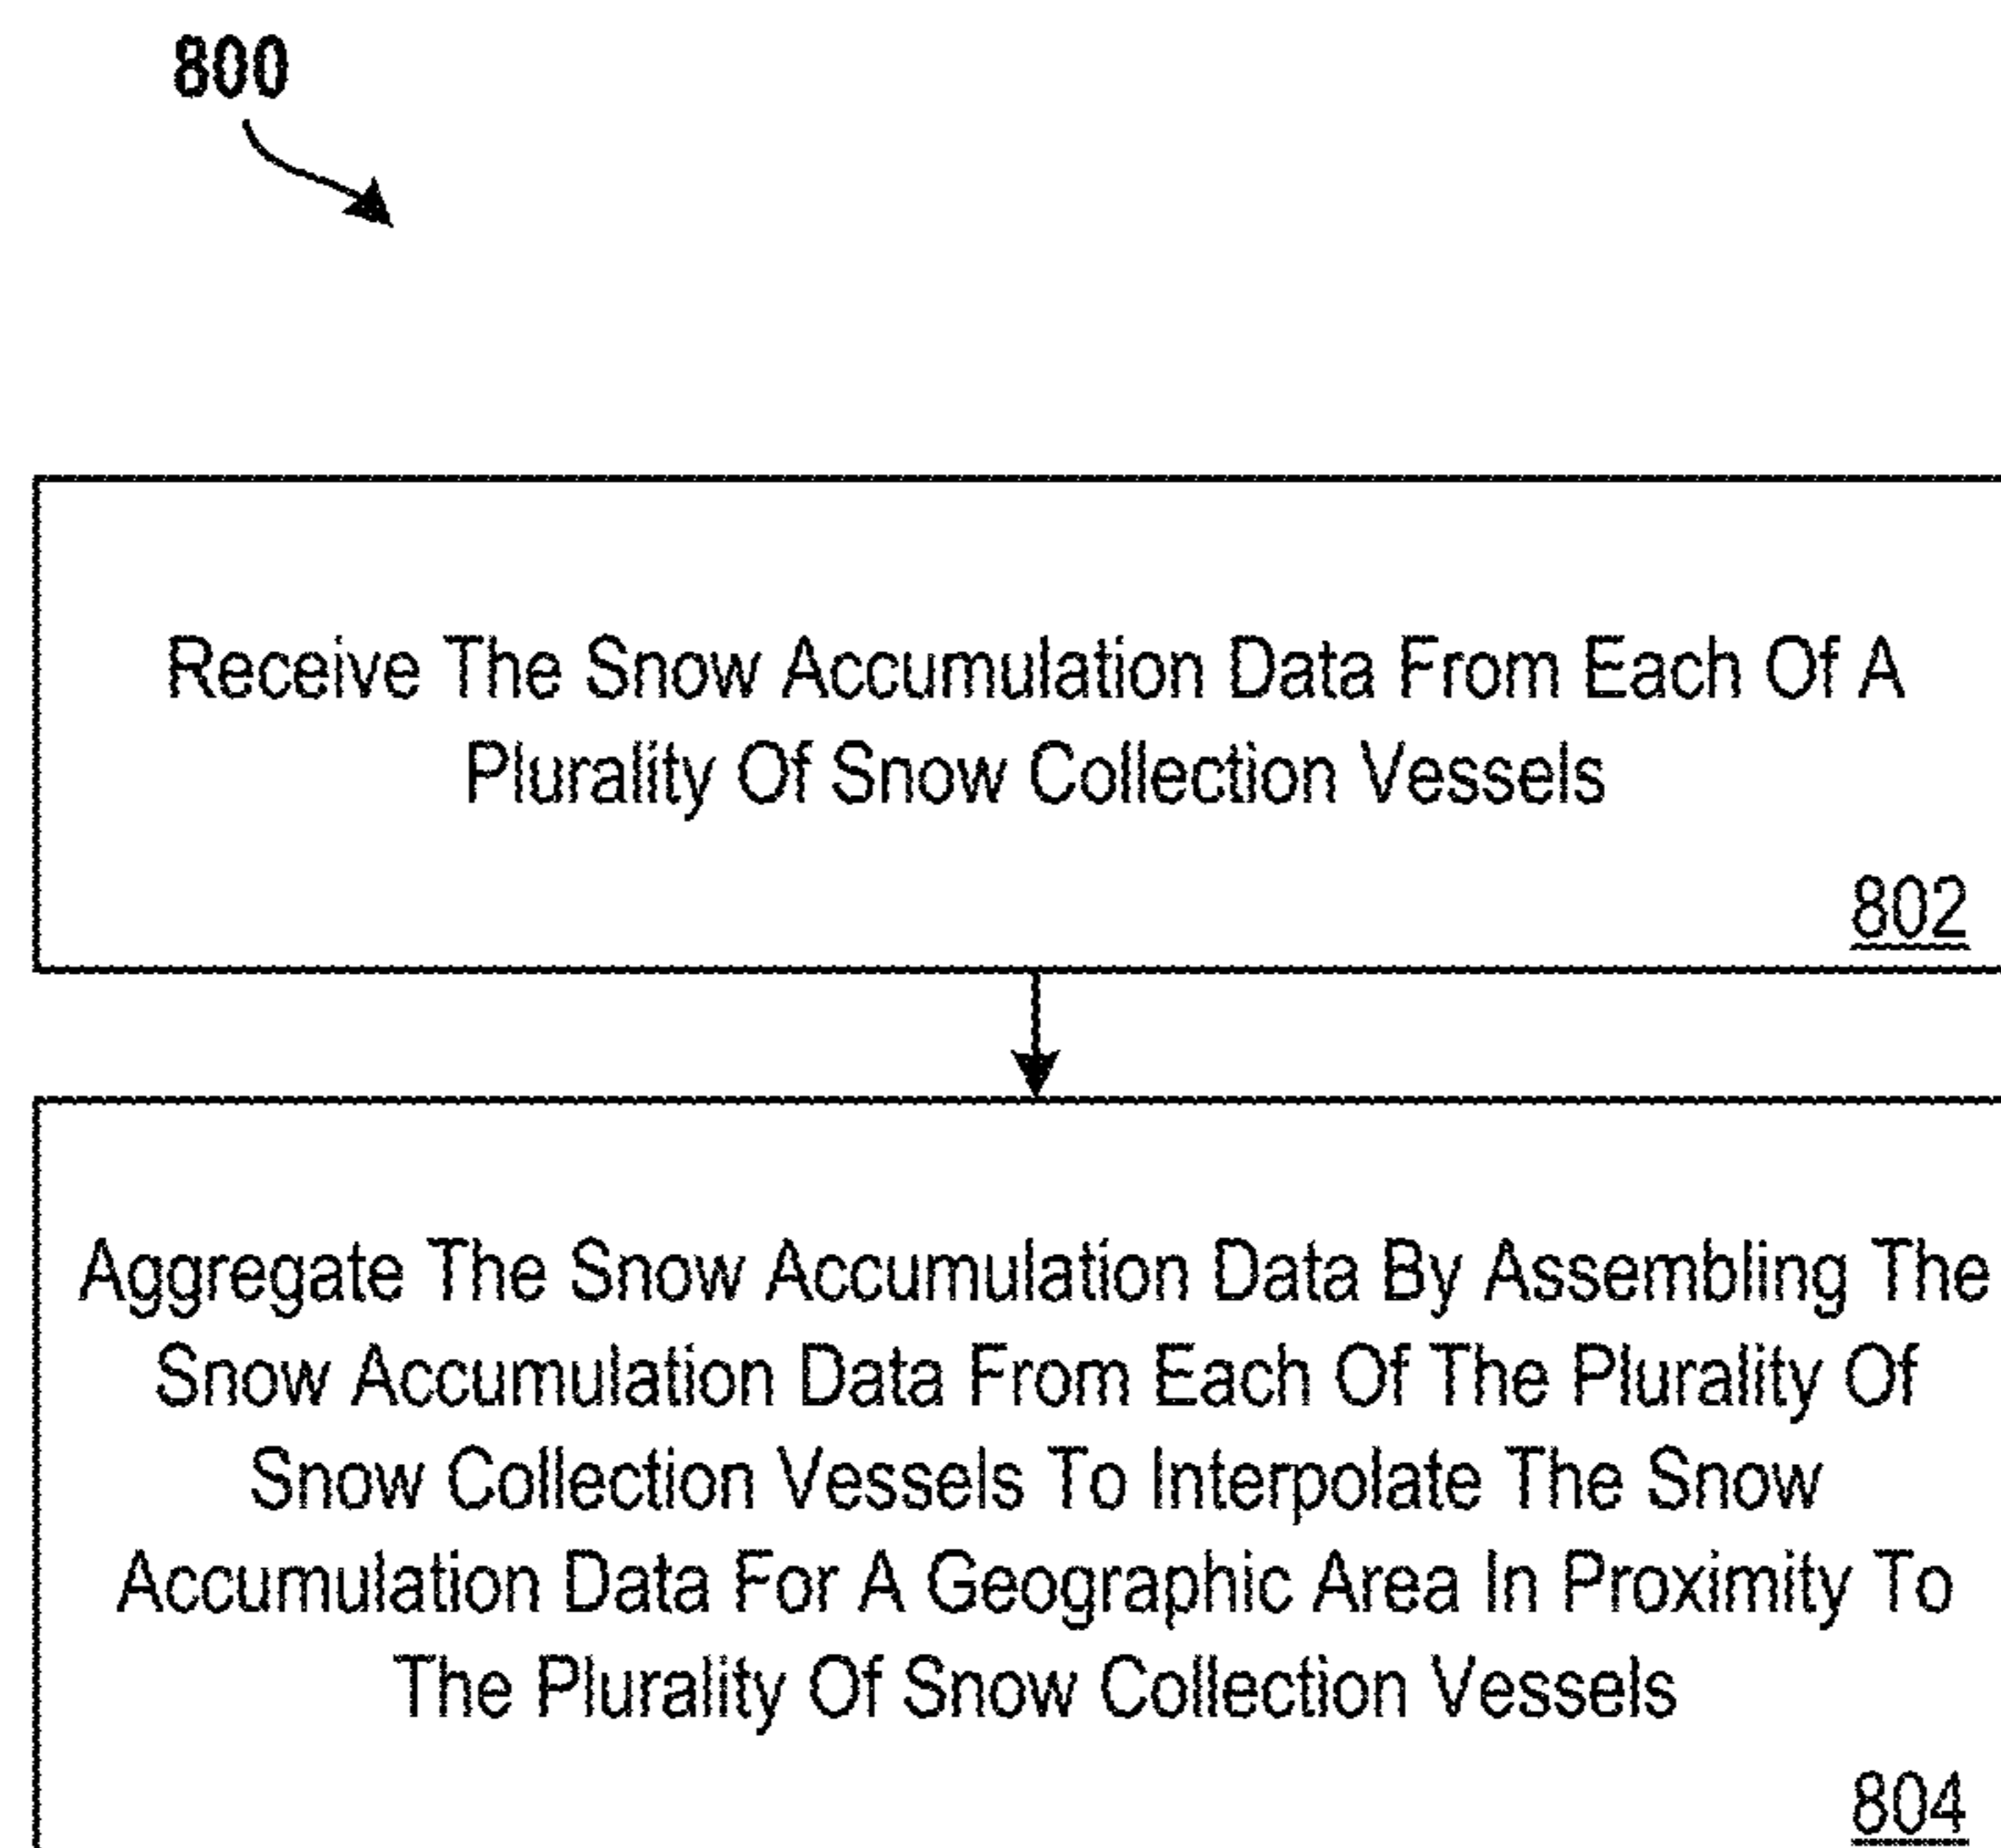 800
Receive The Snow Accumulation Data From Each Of A
Plurality Of Snow Collection Vessels
802
Aggregate The Snow Accumulation Data By Assembling The
Snow Accumulation Data From Each Of The Plurality Of
Snow Collection Vessels To Interpolate The Snow
Accumulation Data For A Geographic Area In Proximity To
The Plurality Of Snow Collection Vessels
804